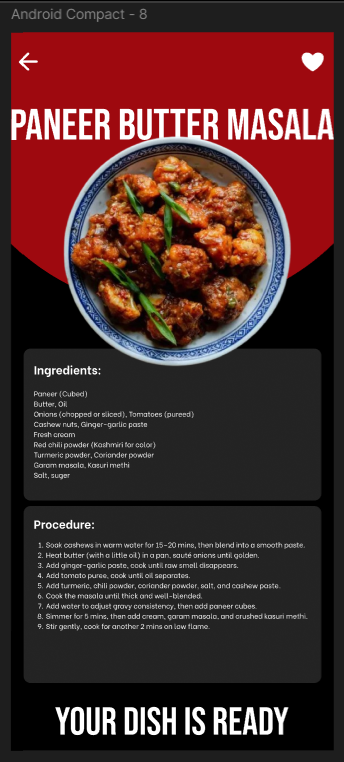 Android Compact - 8
PANEER BUTTER MASALA
Ingredients:
Paneer (Cubed)
Butter, Oil
Onions (chopped or sliced), Tomatoes (pureed)
Cashew nuts, Ginger-garlic paste
Fresh cream
Red chili powder (Kashmiri for color)
Turmeric powder, Coriander powder
Garam masala, Kasuri methi
Salt, suger
Procedure:
1. Soak cashews in warm water for 15-20 mins, then blend into a smooth paste.
2. Heat butter (with a little oil) in a pan, sauté onions until golden.
3. Add ginger-garlic paste, cook until raw smell disappears.
4. Add tomato puree, cook until oil separates.
5. Add turmeric, chili powder, coriander powder, salt, and cashew paste.
6. Cook the masala until thick and well-blended.
7. Add water to adjust gravy consistency, then add paneer cubes.
8. Simmer for 5 mins, then add cream, garam masala, and crushed kasuri methi.
9. Stir gently, cook for another 2 mins on low flame.
YOUR DISH IS READY